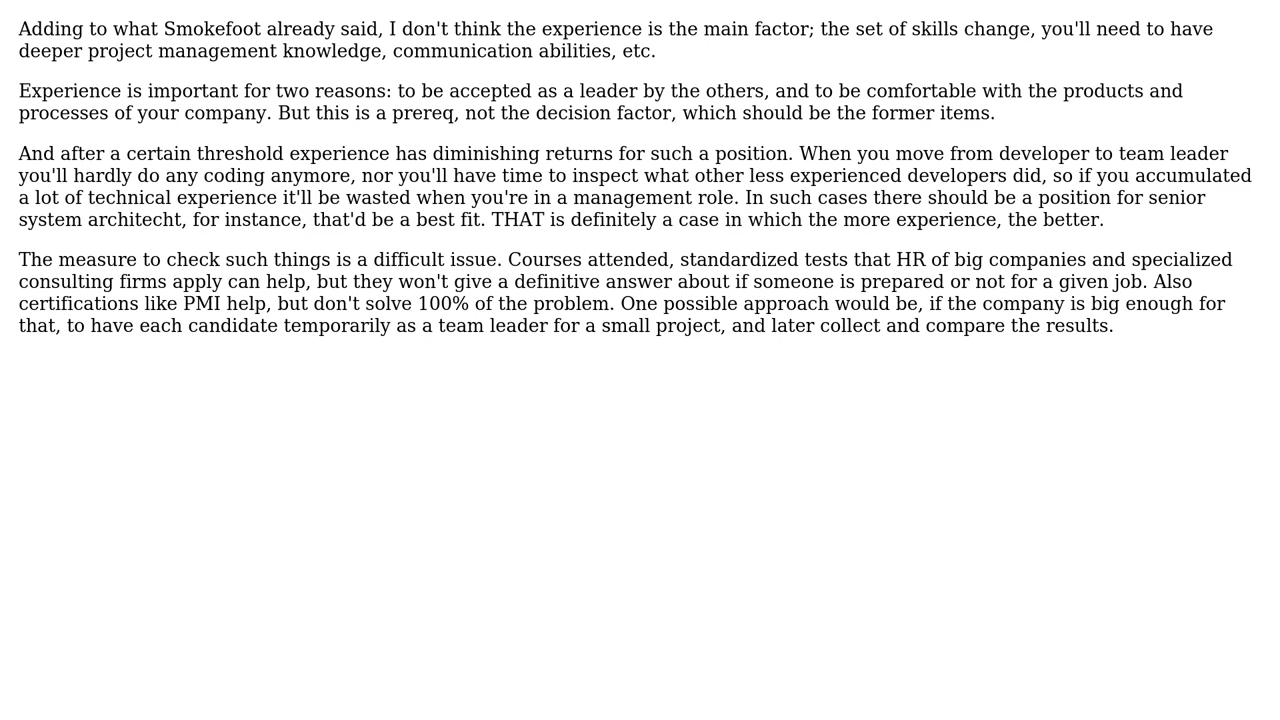 Adding to what Smokefoot already said, I don't think the experience is the main factor; the set of skills change, you'll need to have
deeper project management knowledge, communication abilities, etc.
Experience is important for two reasons: to be accepted as a leader by the others, and to be comfortable with the products and
processes of your company. But this is a prereq, not the decision factor, which should be the former items.
And after a certain threshold experience has diminishing returns for such a position. When you move from developer to team leader
you'll hardly do any coding anymore, nor you'll have time to inspect what other less experienced developers did, so if you accumulated
a lot of technical experience it'll be wasted when you're in a management role. In such cases there should be a position for senior
system architecht, for instance, that'd be a best fit. THAT is definitely a case in which the more experience, the better.
The measure to check such things is a difficult issue. Courses attended, standardized tests that HR of big companies and specialized
consulting firms apply can help, but they won't give a definitive answer about if someone is prepared or not for a given job. Also
certifications like PMI help, but don't solve 100% of the problem. One possible approach would be, if the company is big enough for
that, to have each candidate temporarily as a team leader for a small project, and later collect and compare the results.